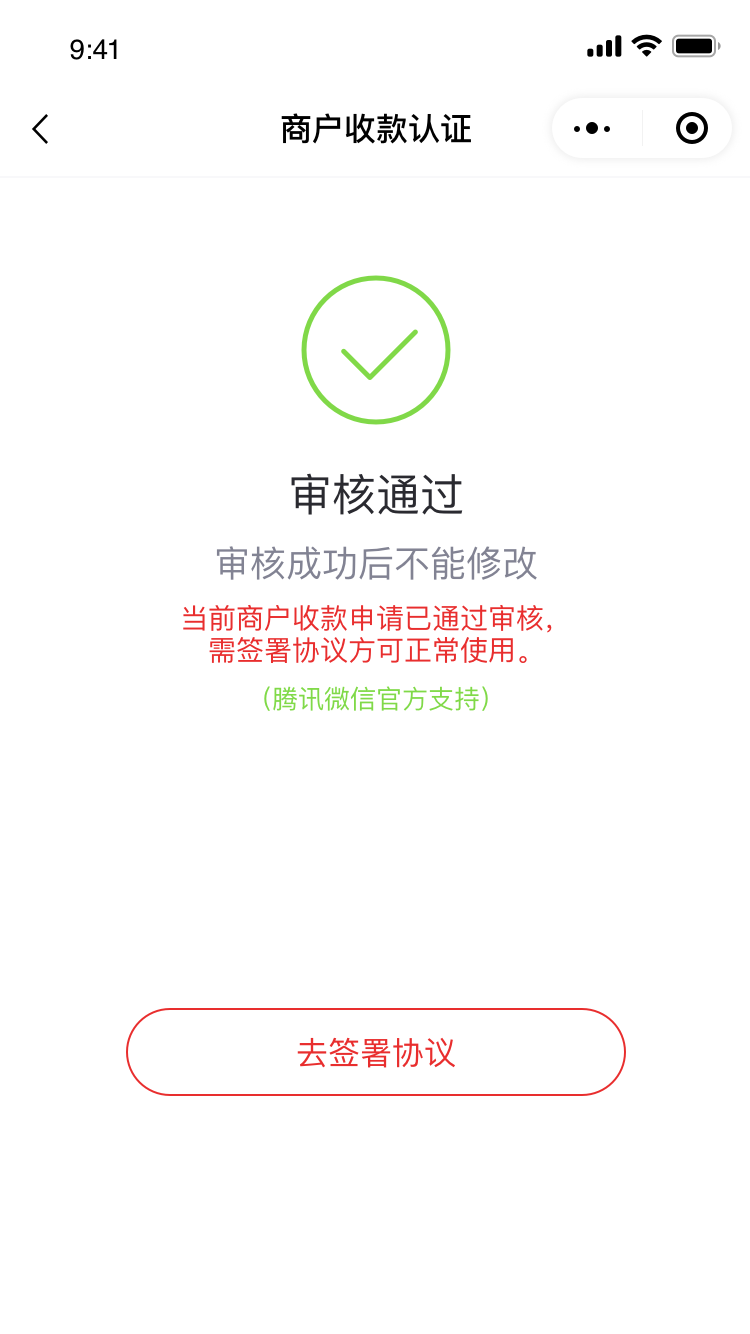 9:41
商户收款认证
审核通过
审核成功后不能修改
当前商户收款申请已通过审核，
需签署协议方可正常使用。
（腾讯微信官方支持）
去签署协议